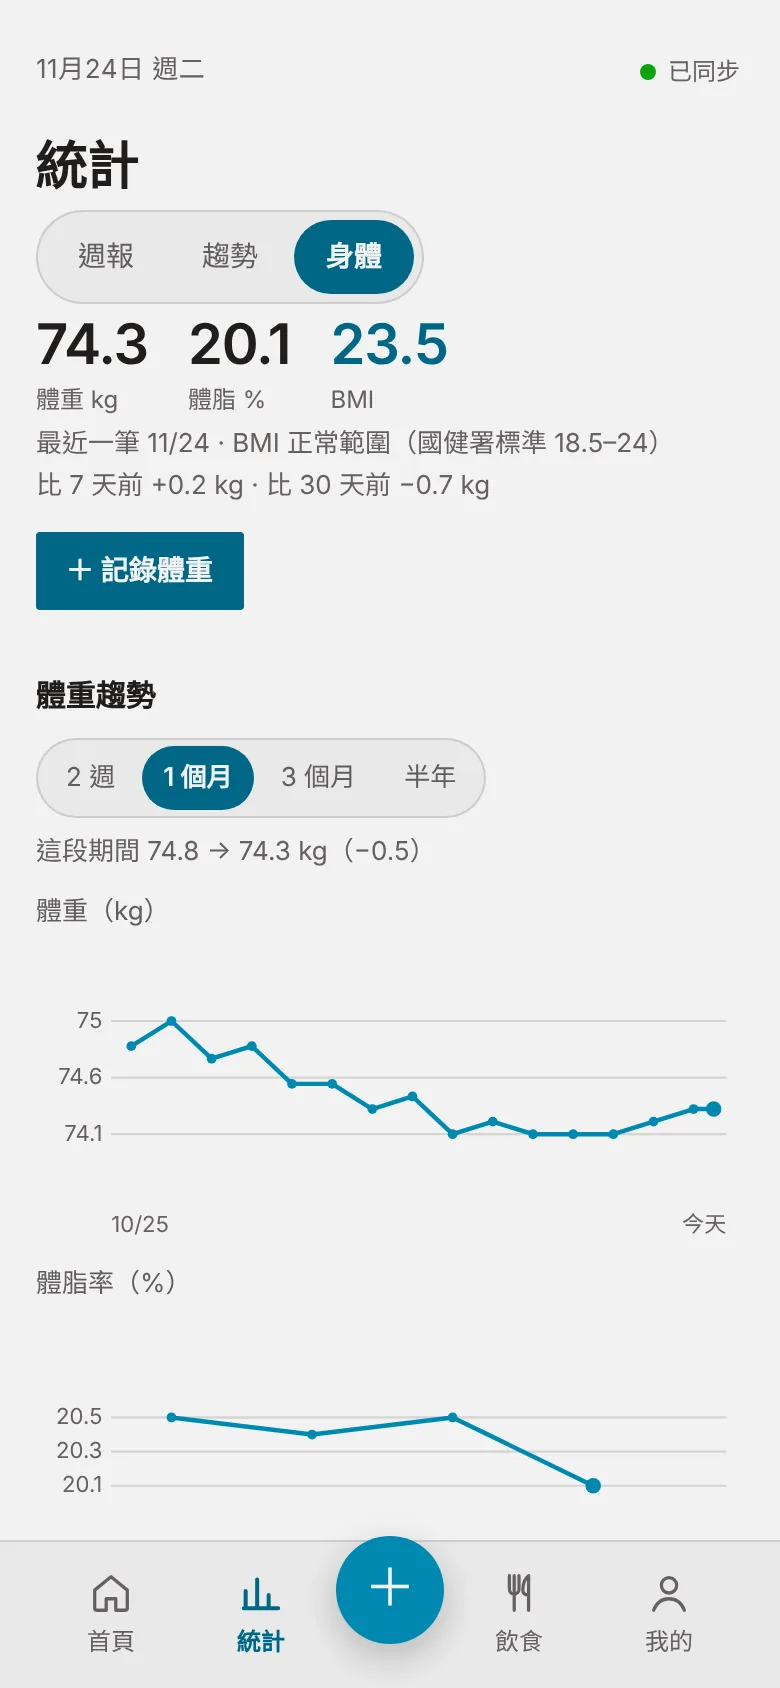 11月24日 週二
已同步
統計
週報 趨勢 身體
74.3 20.1 23.5
體重 kg 體脂 % BMI
最近一筆 11/24 · BMI 正常範圍（國健署標準 18.5–24）
比 7 天前 +0.2 kg · 比 30 天前 −0.7 kg
＋ 記錄體重
體重趨勢
2 週 1 個月 3 個月 半年
這段期間 74.8 → 74.3 kg（−0.5）
體重（kg）
75
74.6
74.1
10/25 今天
體脂率（%）
20.5
20.3
20.1
首頁 統計 飲食 我的